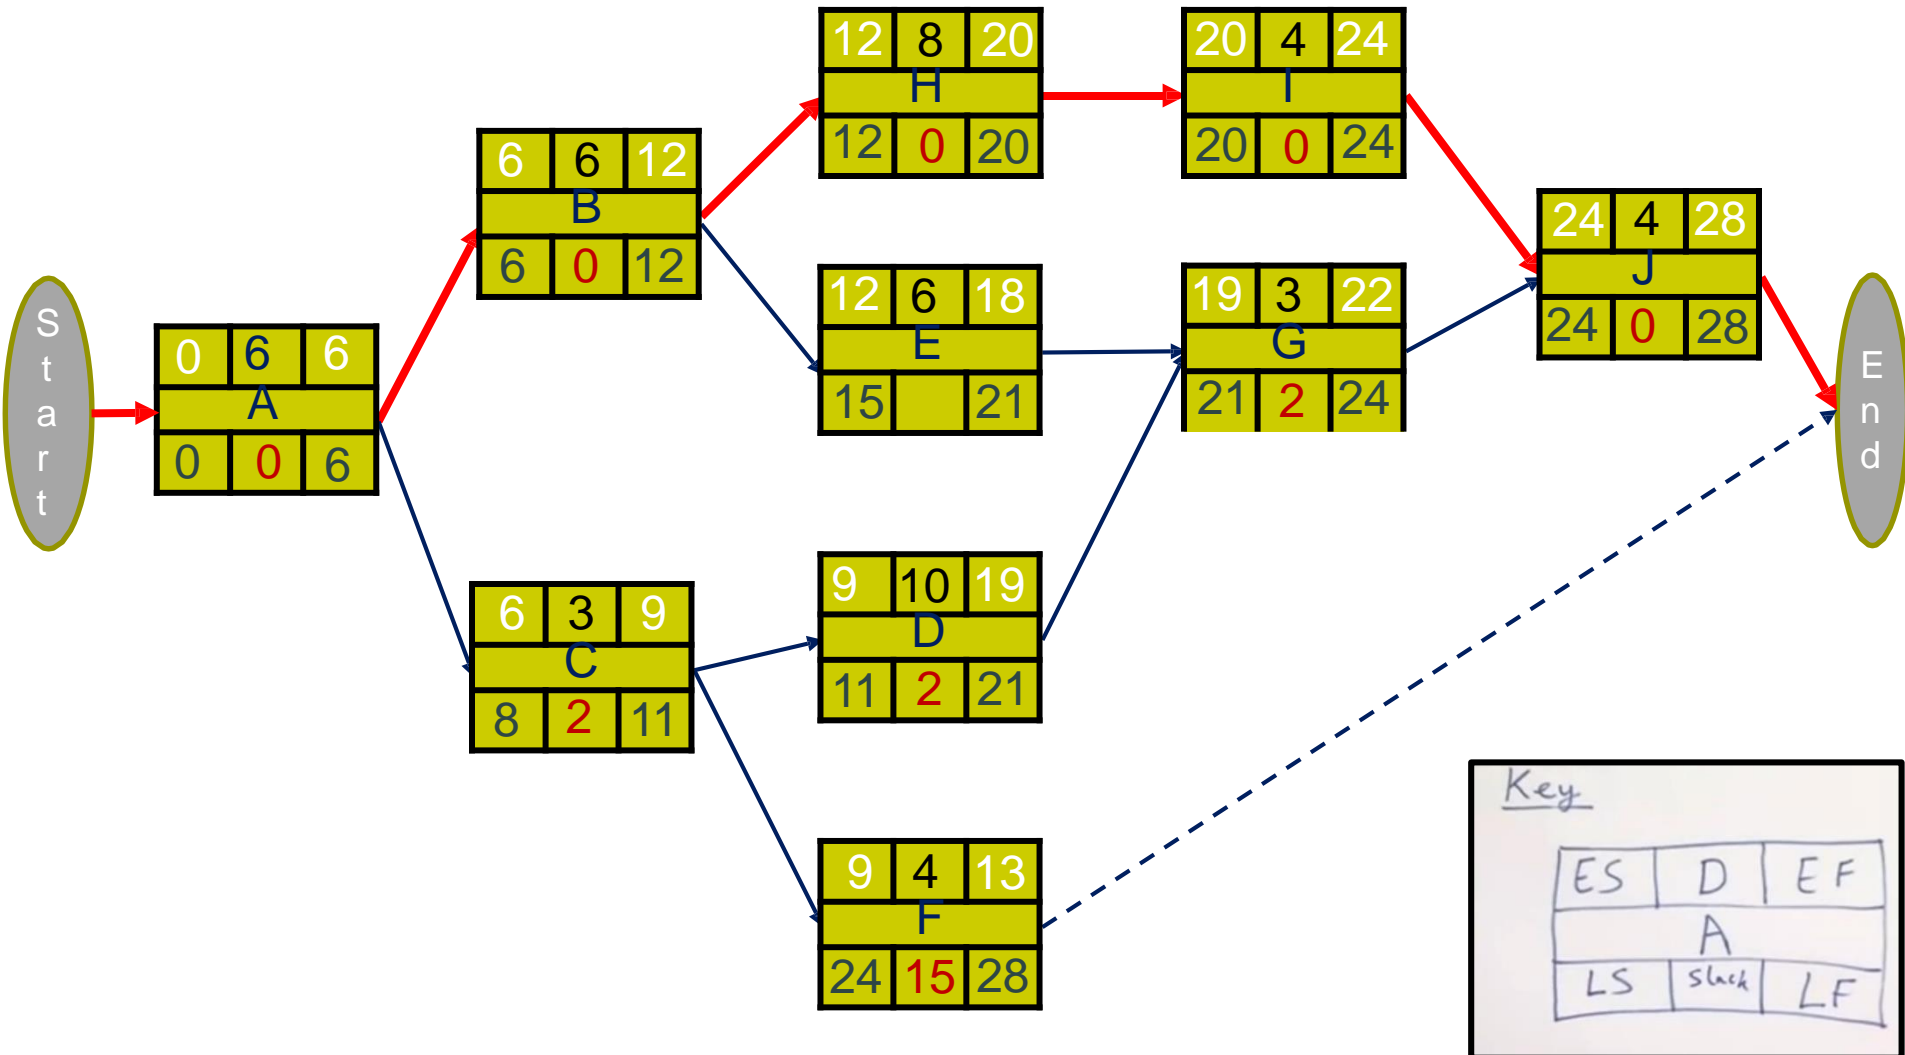 Start
0 6 6
A
0 0 6
6 6 12
B
6 0 12
6 3 9
C
8 2 11
12 8 20
H
12 0 20
12 6 18
E
15 21
9 10 19
D
11 2 21
9 4 13
F
24 15 28
20 4 24
I
20 0 24
19 3 22
G
21 2 24
24 4 28
J
24 0 28
End
Key
ES D EF
A
LS Slack LF